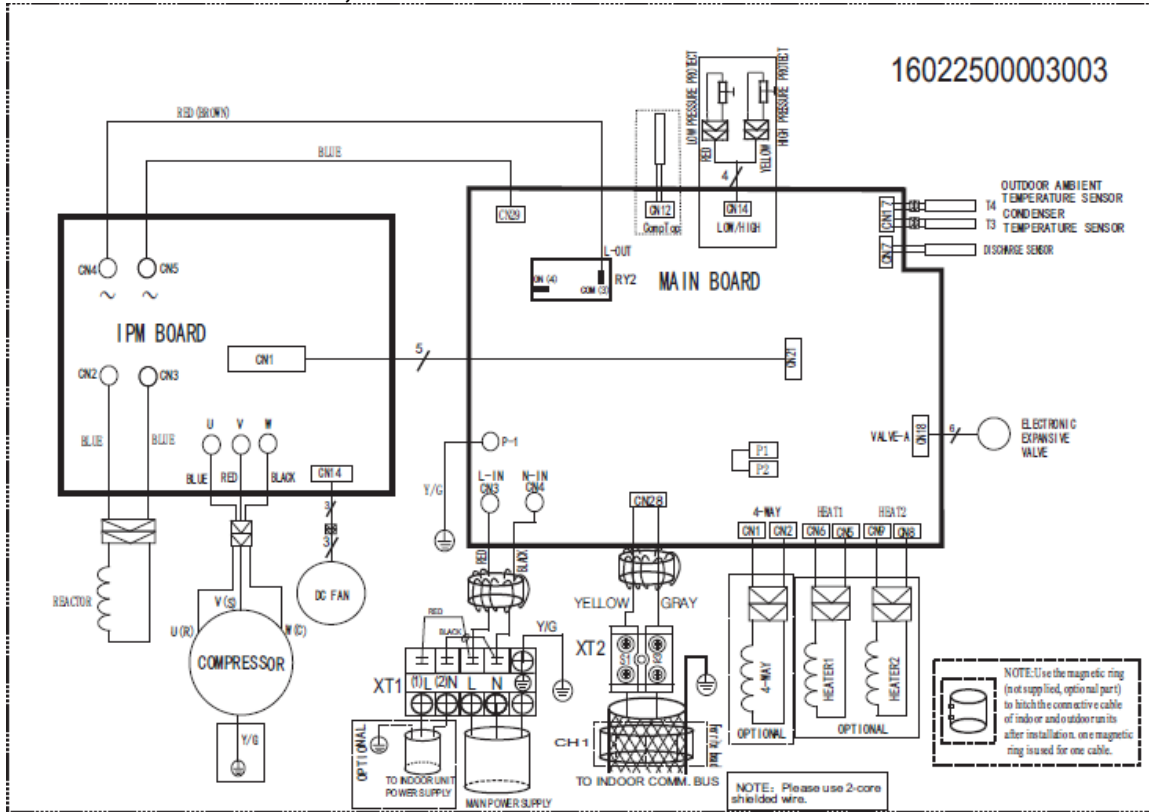 16022500003003
LOW PRESSURE PROTECT
HIGH PRESSURE PROTECT
RED
YELLOW
4
RED(BROWN)
BLUE
CN29
CN12
CompTop
CN14
LOW/HIGH
CN17
T4
OUTDOOR AMBIENT
TEMPERATURE SENSOR
T3
CONDENSER
TEMPERATURE SENSOR
CN7
DISCHARGE SENSOR
CN4
CN5
~
~
IPM BOARD
L-OUT
COM (3)
RY2
MAIN BOARD
CN1
5
CN21
CN2
CN3
BLUE
BLUE
U
V
W
BLUE
RED
BLACK
CN14
3
3
P-1
Y/G
L-IN
CN3
N-IN
CN4
P1
P2
VALVE-A
CN18
6
ELECTRONIC
EXPANSIVE
VALVE
CN28
4-WAY
HEAT1
HEAT2
CN1
CN2
CN6
CN5
CN9
CN8
REACTOR
DC FAN
V(S)
U(R)
W(C)
COMPRESSOR
Y/G
RED
BLACK
RED
BLACK
Y/G
XT1
(1)L
(2)N
L
N
OPTIONAL
TO INDOOR UNIT
POWER SUPPLY
MAIN POWER SUPPLY
YELLOW
GRAY
XT2
CH1
TO INDOOR COMM. BUS
4-WAY
OPTIONAL
HEATER1
HEATER2
OPTIONAL
NOTE: Please use 2-core
shielded wire.
NOTE:Use the magnetic ring
(not supplied, optional part)
to hitch the connective cable
of indoor and outdoor units
after installation. one magnetic
ring is used for one cable.